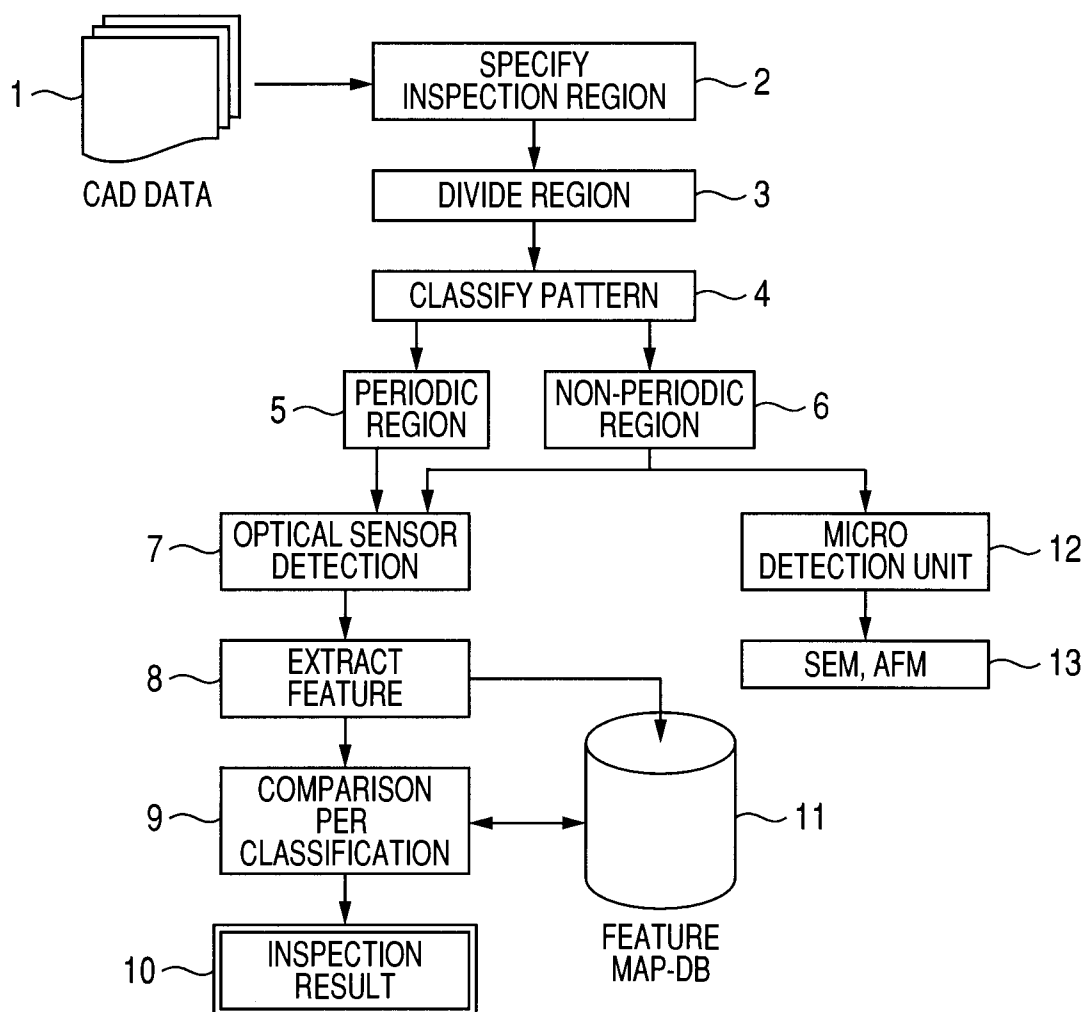 1
CAD DATA
SPECIFY
INSPECTION REGION
2
DIVIDE REGION
3
CLASSIFY PATTERN
4
5
PERIODIC
REGION
NON-PERIODIC
REGION
6
7
OPTICAL SENSOR
DETECTION
MICRO
DETECTION UNIT
12
8
EXTRACT
FEATURE
SEM, AFM
13
9
COMPARISON
PER
CLASSIFICATION
11
10
INSPECTION
RESULT
FEATURE
MAP-DB